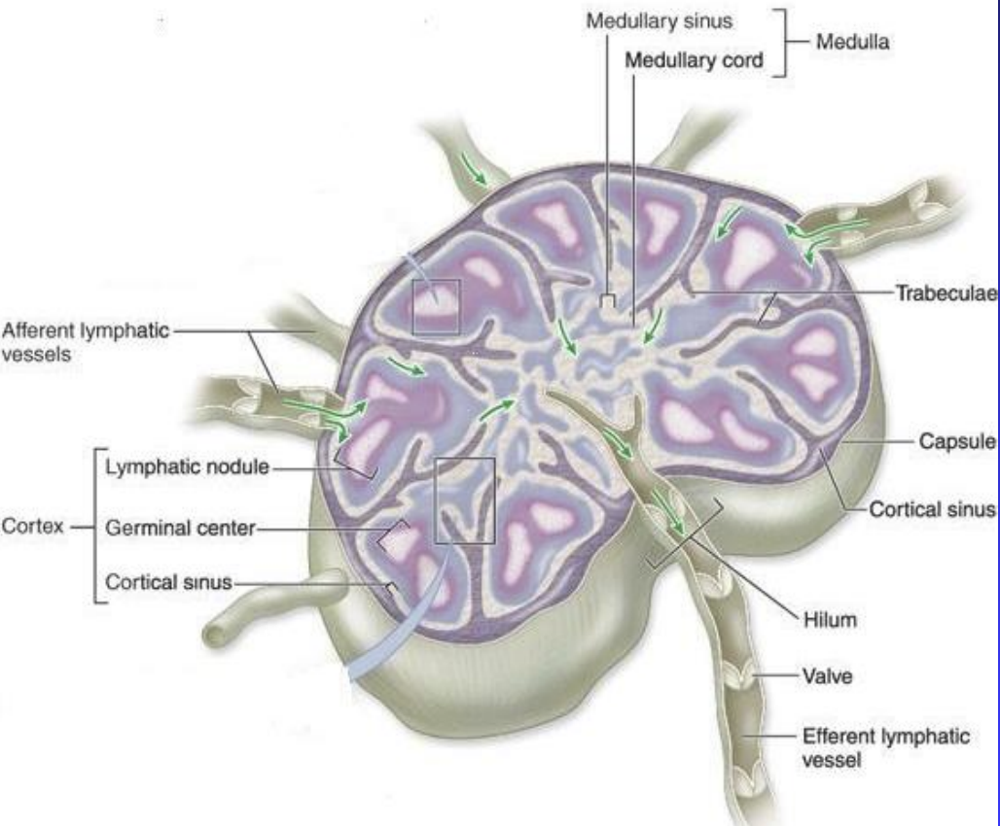 Medullary sinus
Medullary cord
Medulla
Trabeculae
Afferent lymphatic
vessels
Capsule
Lymphatic nodule
Cortical sinus
Cortex
Germinal center
Cortical sinus
Hilum
Valve
Efferent lymphatic
vessel